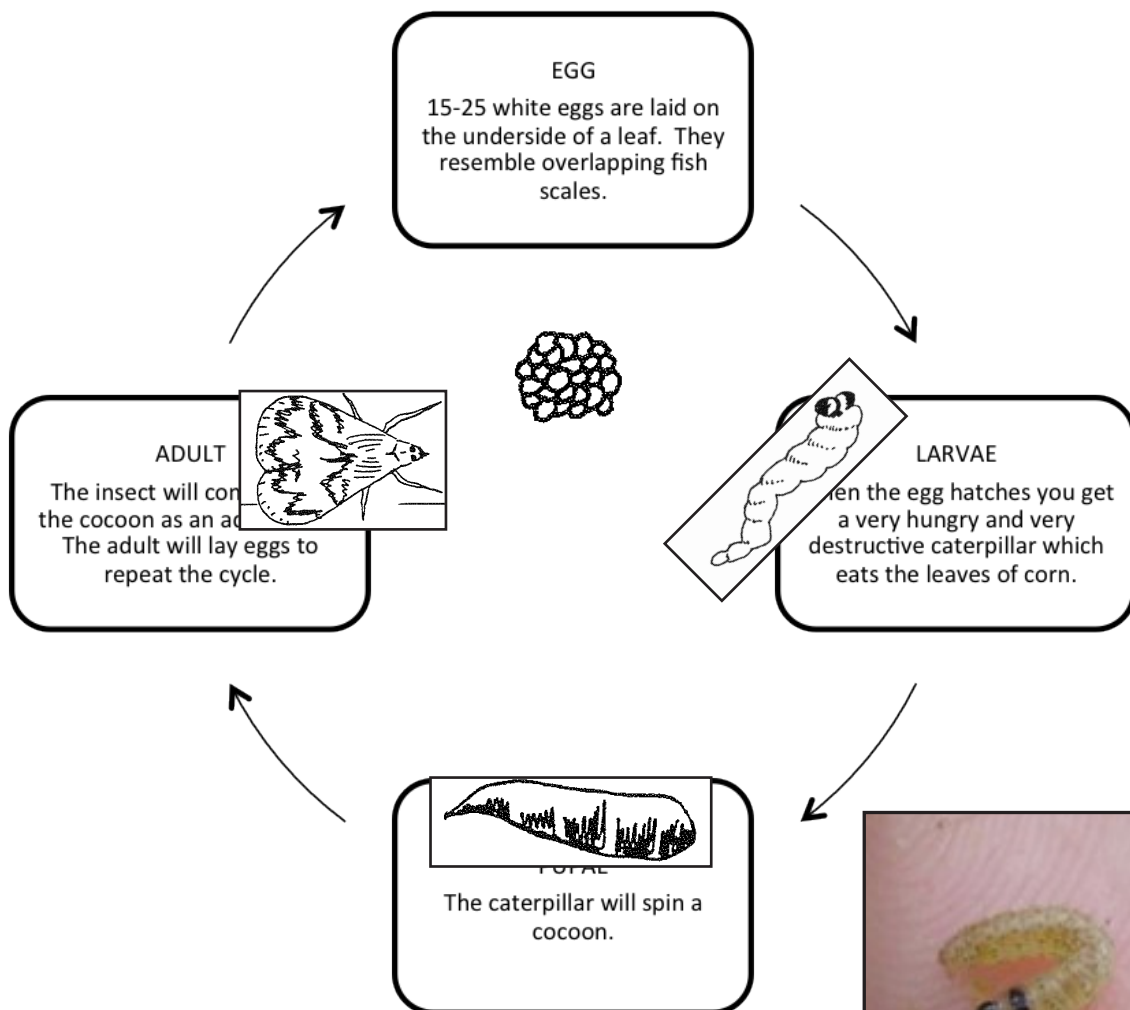 EGG
15-25 white eggs are laid on
the underside of a leaf. They
resemble overlapping fish
scales.
LARVAE
the egg hatches you get
a very hungry and very
destructive caterpillar which
eats the leaves of corn.
PUPAL
The caterpillar will spin a
cocoon.
ADULT
The insect will
the cocoon as an
The adult will lay eggs to
repeat the cycle.